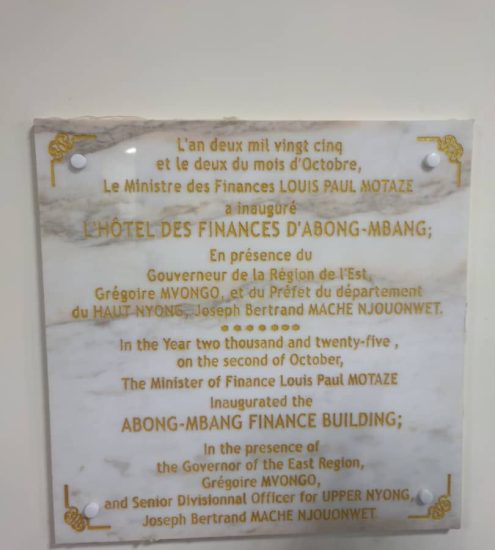 L'an deux mil vingt cinq
et le deux du mois d'Octobre,
Le Ministre des Finances LOUIS PAUL MOTAZE
a inauguré
L'HÔTEL DES FINANCES D'ABONG-MBANG;
En présence du
Gouverneur de la Région de l'Est,
Grégoire MVONGO, et du Préfet du département
du HAUT NYONG, Joseph Bertrand MACHE NJOUONWET.
In the Year two thousand and twenty-five ,
on the second of October,
The Minister of Finance Louis Paul MOTAZE
Inaugurated the
ABONG-MBANG FINANCE BUILDING;
In the presence of
the Governor of the East Region,
Grégoire MVONGO,
and Senior Divisionnal Officer for UPPER NYONG,
Joseph Bertrand MACHE NJOUONWET.